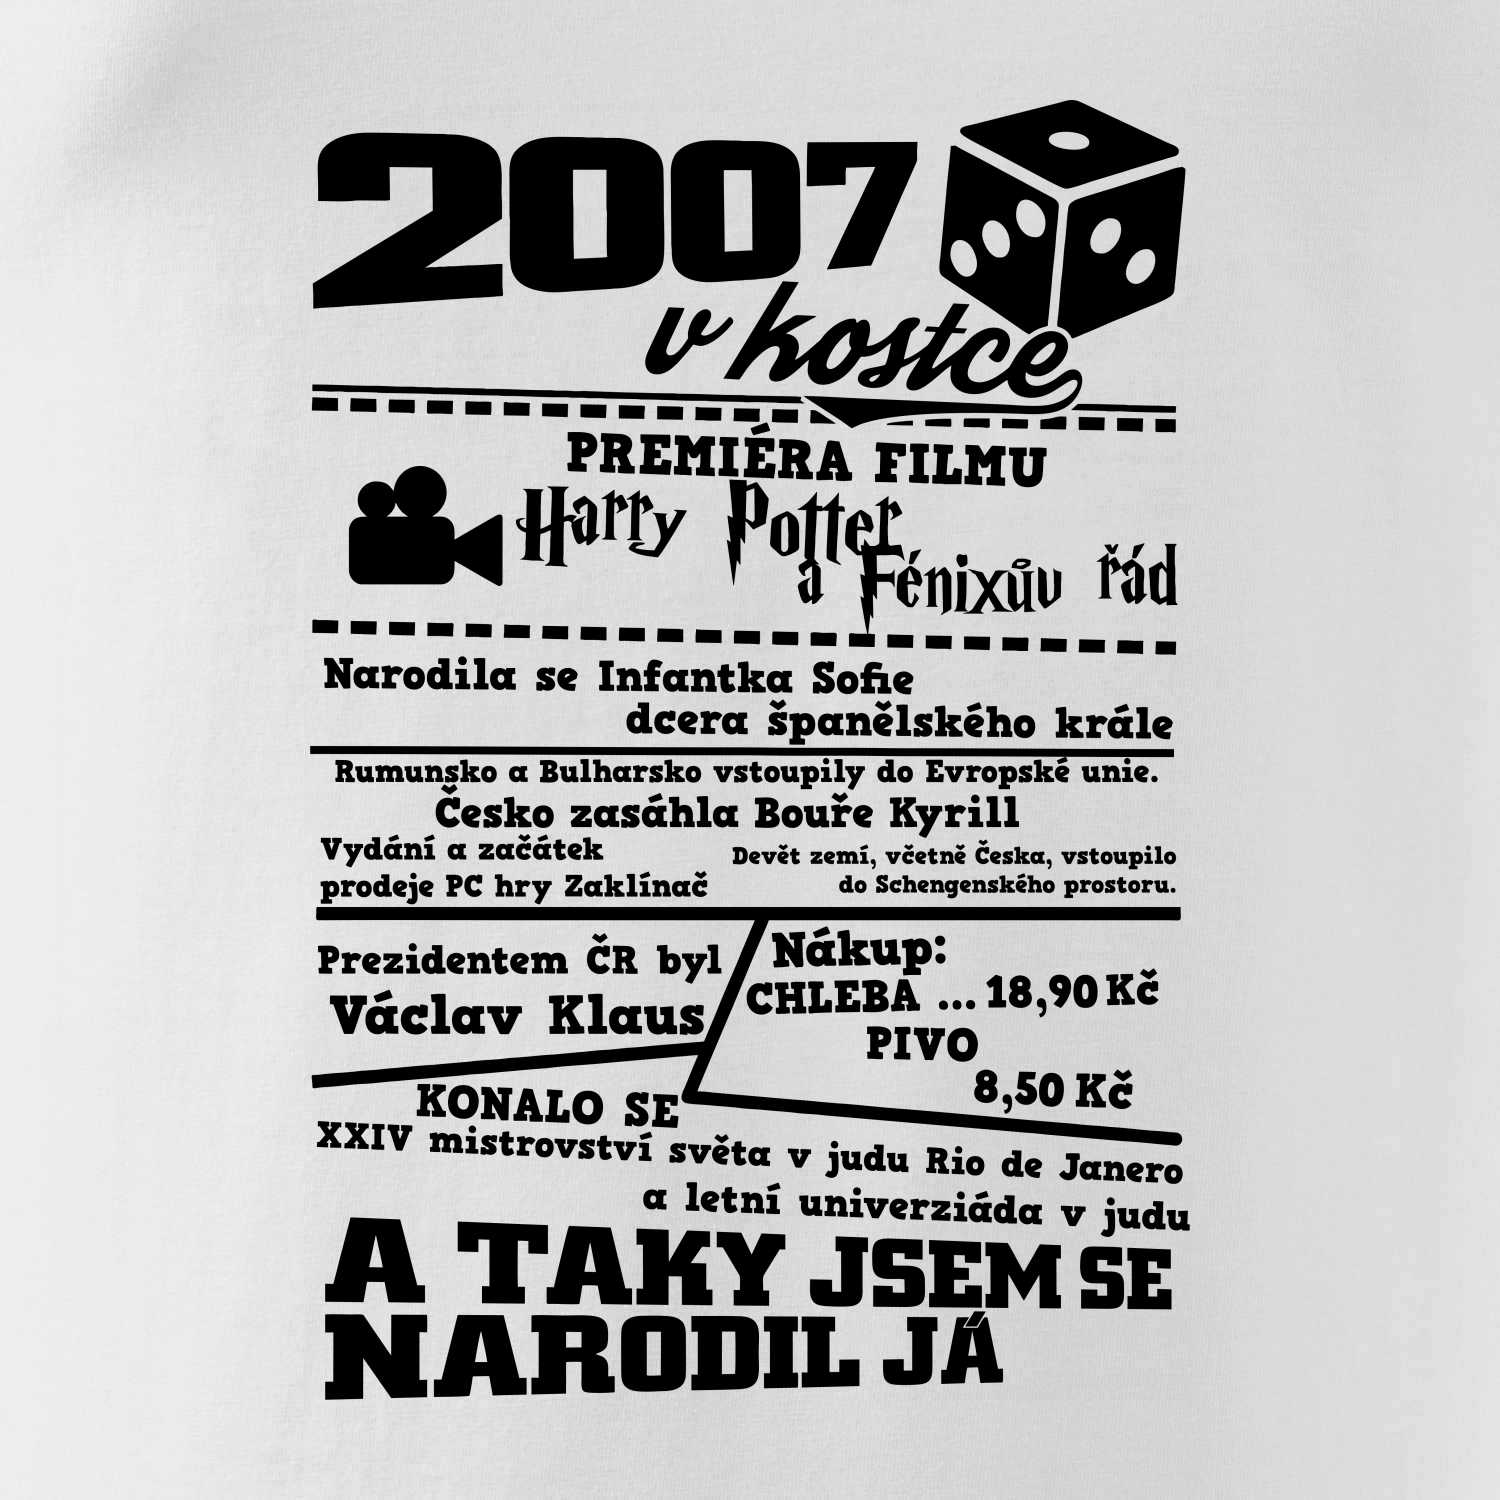 2007
v kostce
PREMIÉRA FILMU
Harry Potter
a Fénixův řád
Narodila se Infantka Sofie
dcera španělského krále
Rumunsko a Bulharsko vstoupily do Evropské unie.
Česko zasáhla Bouře Kyrill
Vydání a začátek
prodeje PC hry Zaklínač
Devět zemí, včetně Česka, vstoupilo
do Schengenského prostoru.
Prezidentem ČR byl
Václav Klaus
Nákup:
CHLEBA ... 18,90 Kč
PIVO
8,50 Kč
KONALO SE
XXIV mistrovství světa v judu Rio de Janero
a letní univerziáda v judu
A TAKY JSEM SE
NARODIL JÁ